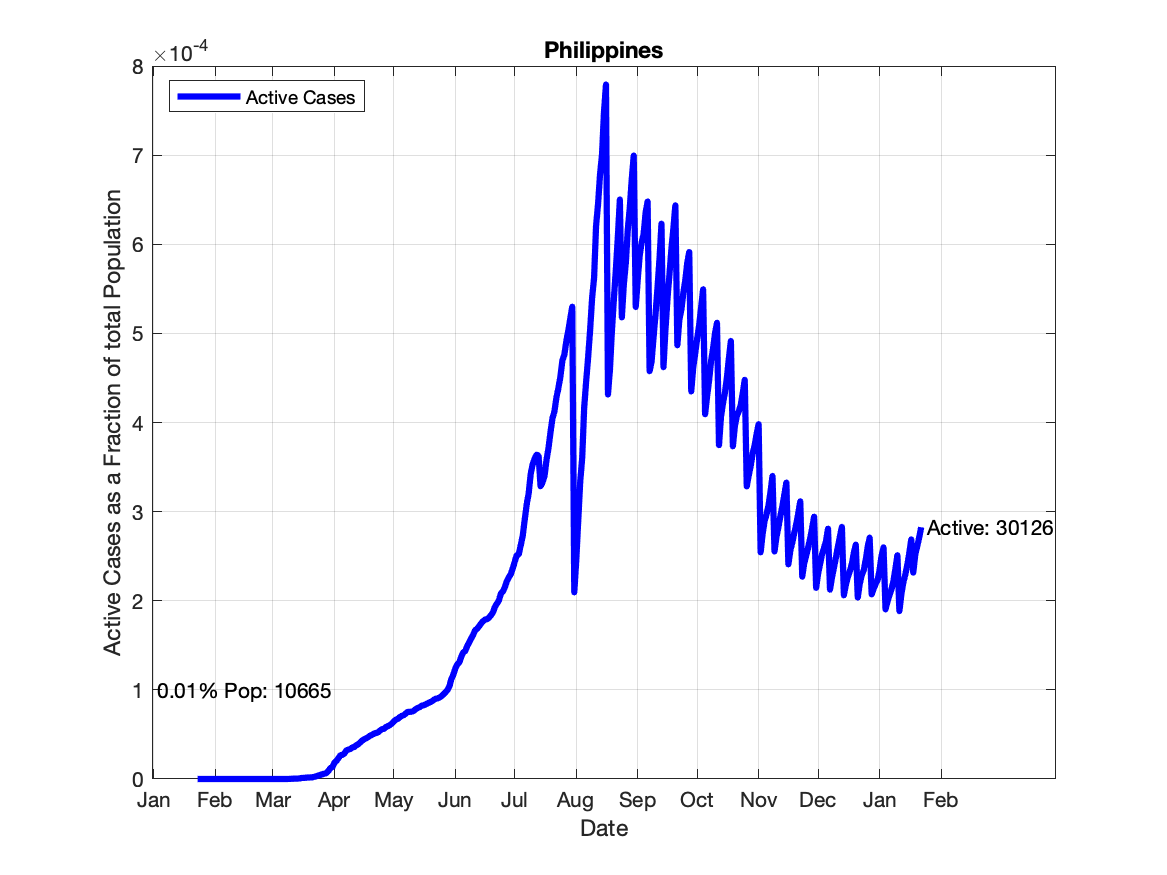 Philippines
×10-4
8
7
6
5
4
3
2
1
0
Active Cases
Active Cases as a Fraction of total Population
0.01% Pop: 10665
Active: 30126
Jan Feb Mar Apr May Jun Jul Aug Sep Oct Nov Dec Jan Feb
Date